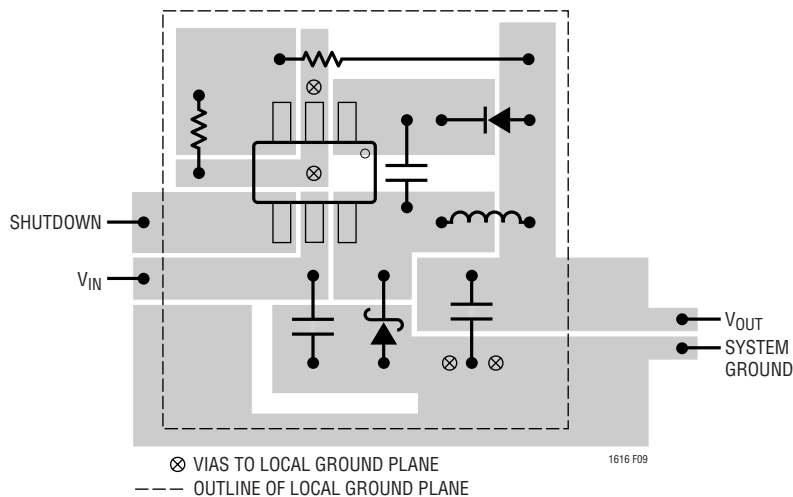 SHUTDOWN
VIN
VOUT
SYSTEM
GROUND
VIAS TO LOCAL GROUND PLANE
1616 F09
OUTLINE OF LOCAL GROUND PLANE